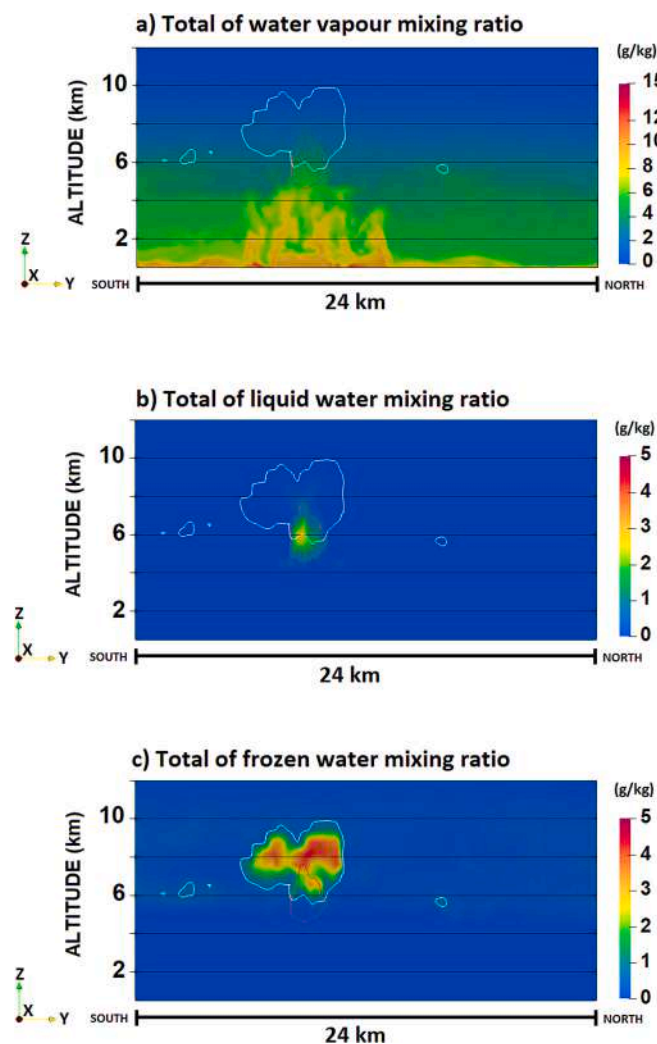 a) Total of water vapour mixing ratio
(g/kg)
ALTITUDE (km)
10
6
2
15
12
10
8
6
4
2
0
Z
X
Y
SOUTH
24 km
NORTH
b) Total of liquid water mixing ratio
(g/kg)
ALTITUDE (km)
10
6
2
5
4
3
2
1
0
Z
X
Y
SOUTH
24 km
NORTH
c) Total of frozen water mixing ratio
(g/kg)
ALTITUDE (km)
10
6
2
5
4
3
2
1
0
Z
X
Y
SOUTH
24 km
NORTH